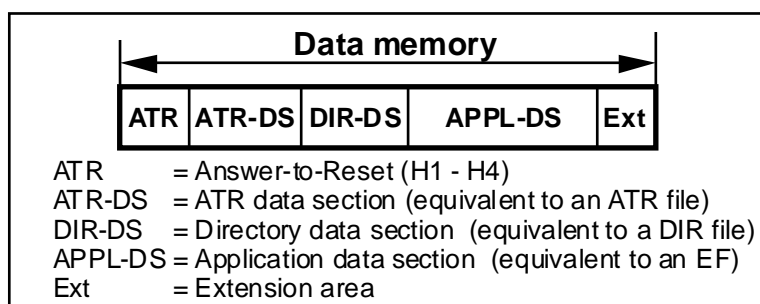 Data memory
ATR ATR-DS DIR-DS APPL-DS Ext
ATR = Answer-to-Reset (H1 - H4)
ATR-DS = ATR data section (equivalent to an ATR file)
DIR-DS = Directory data section (equivalent to a DIR file)
APPL-DS = Application data section (equivalent to an EF)
Ext = Extension area